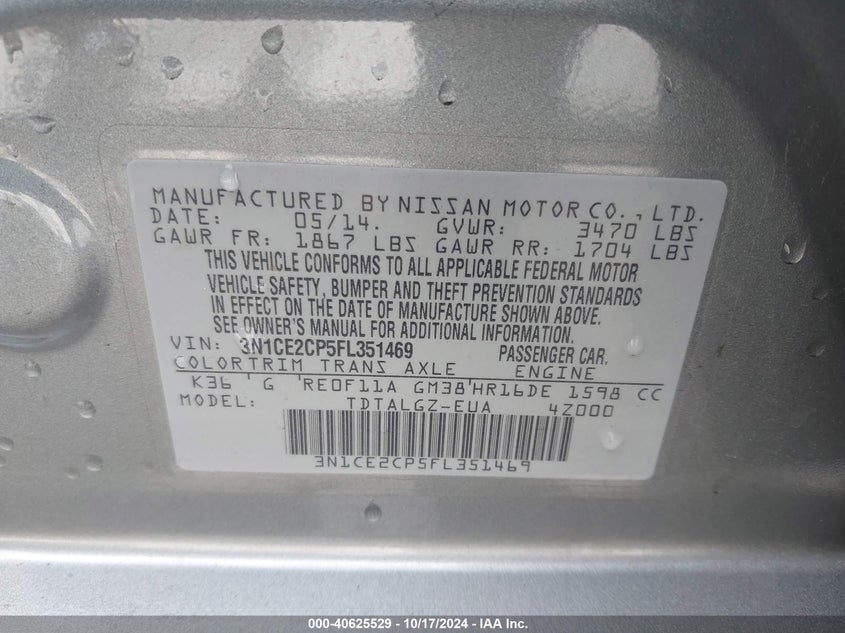 MANUFACTURED BY NISSAN MOTOR CO., LTD.
DATE: 05/14. GVWR: 3470 LBS
GAWR FR: 1867 LBS GAWR RR: 1704 LBS
THIS VEHICLE CONFORMS TO ALL APPLICABLE FEDERAL MOTOR
VEHICLE SAFETY, BUMPER AND THEFT PREVENTION STANDARDS
IN EFFECT ON THE DATE OF MANUFACTURE SHOWN ABOVE.
SEE OWNER'S MANUAL FOR ADDITIONAL INFORMATION.
VIN: 3N1CE2CP5FL351469 PASSENGER CAR.
COLOR TRIM TRANS AXLE ENGINE
K36 ' G 'RE0F11A GM38'HR16DE 1598 CC
MODEL: TDTALGZ-EUA 4Z000
3N1CE2CP5FL351469
000-40625529 - 10/17/2024 - IAA Inc.